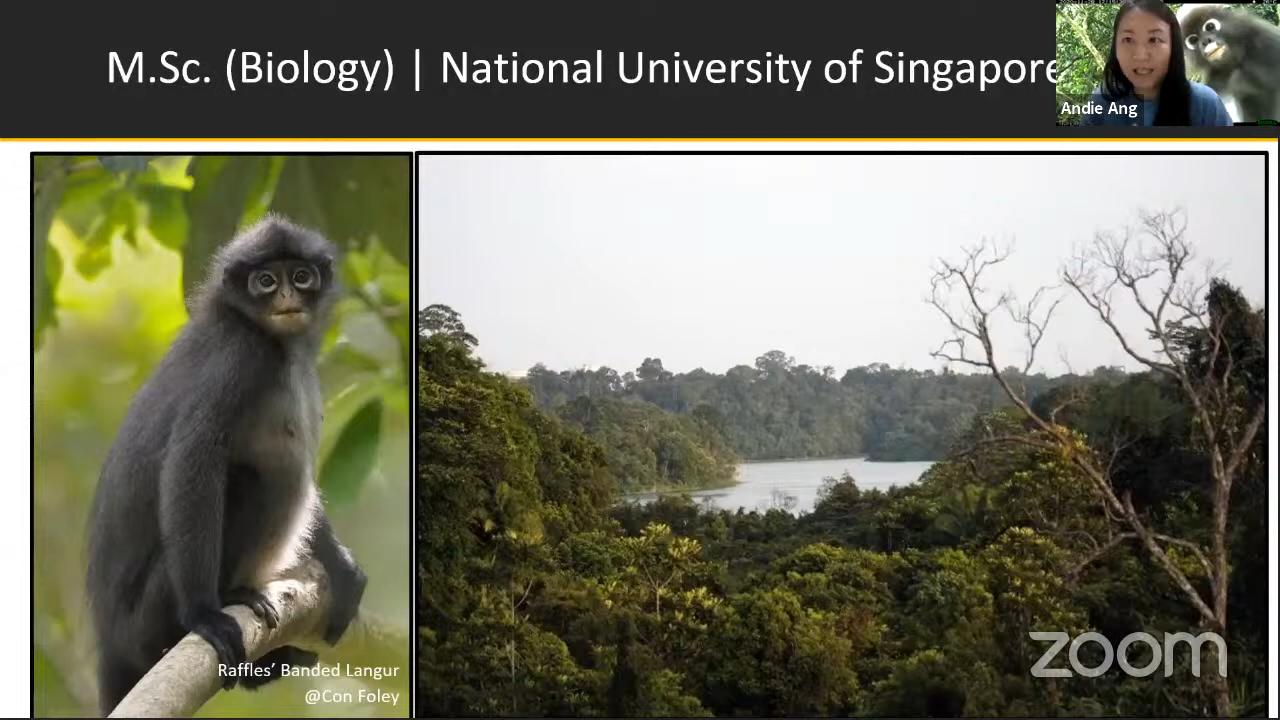 M.Sc. (Biology) | National University of Singapore
Andie Ang
Raffles’ Banded Langur
@Con Foley
zoom